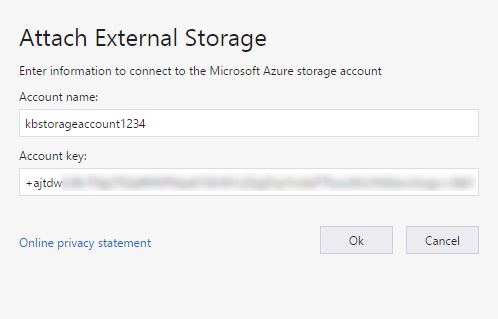 Attach External Storage
Enter information to connect to the Microsoft Azure storage account
Account name:
kbstorageaccount1234
Account key:
+ajtdw
Online privacy statement
Ok
Cancel